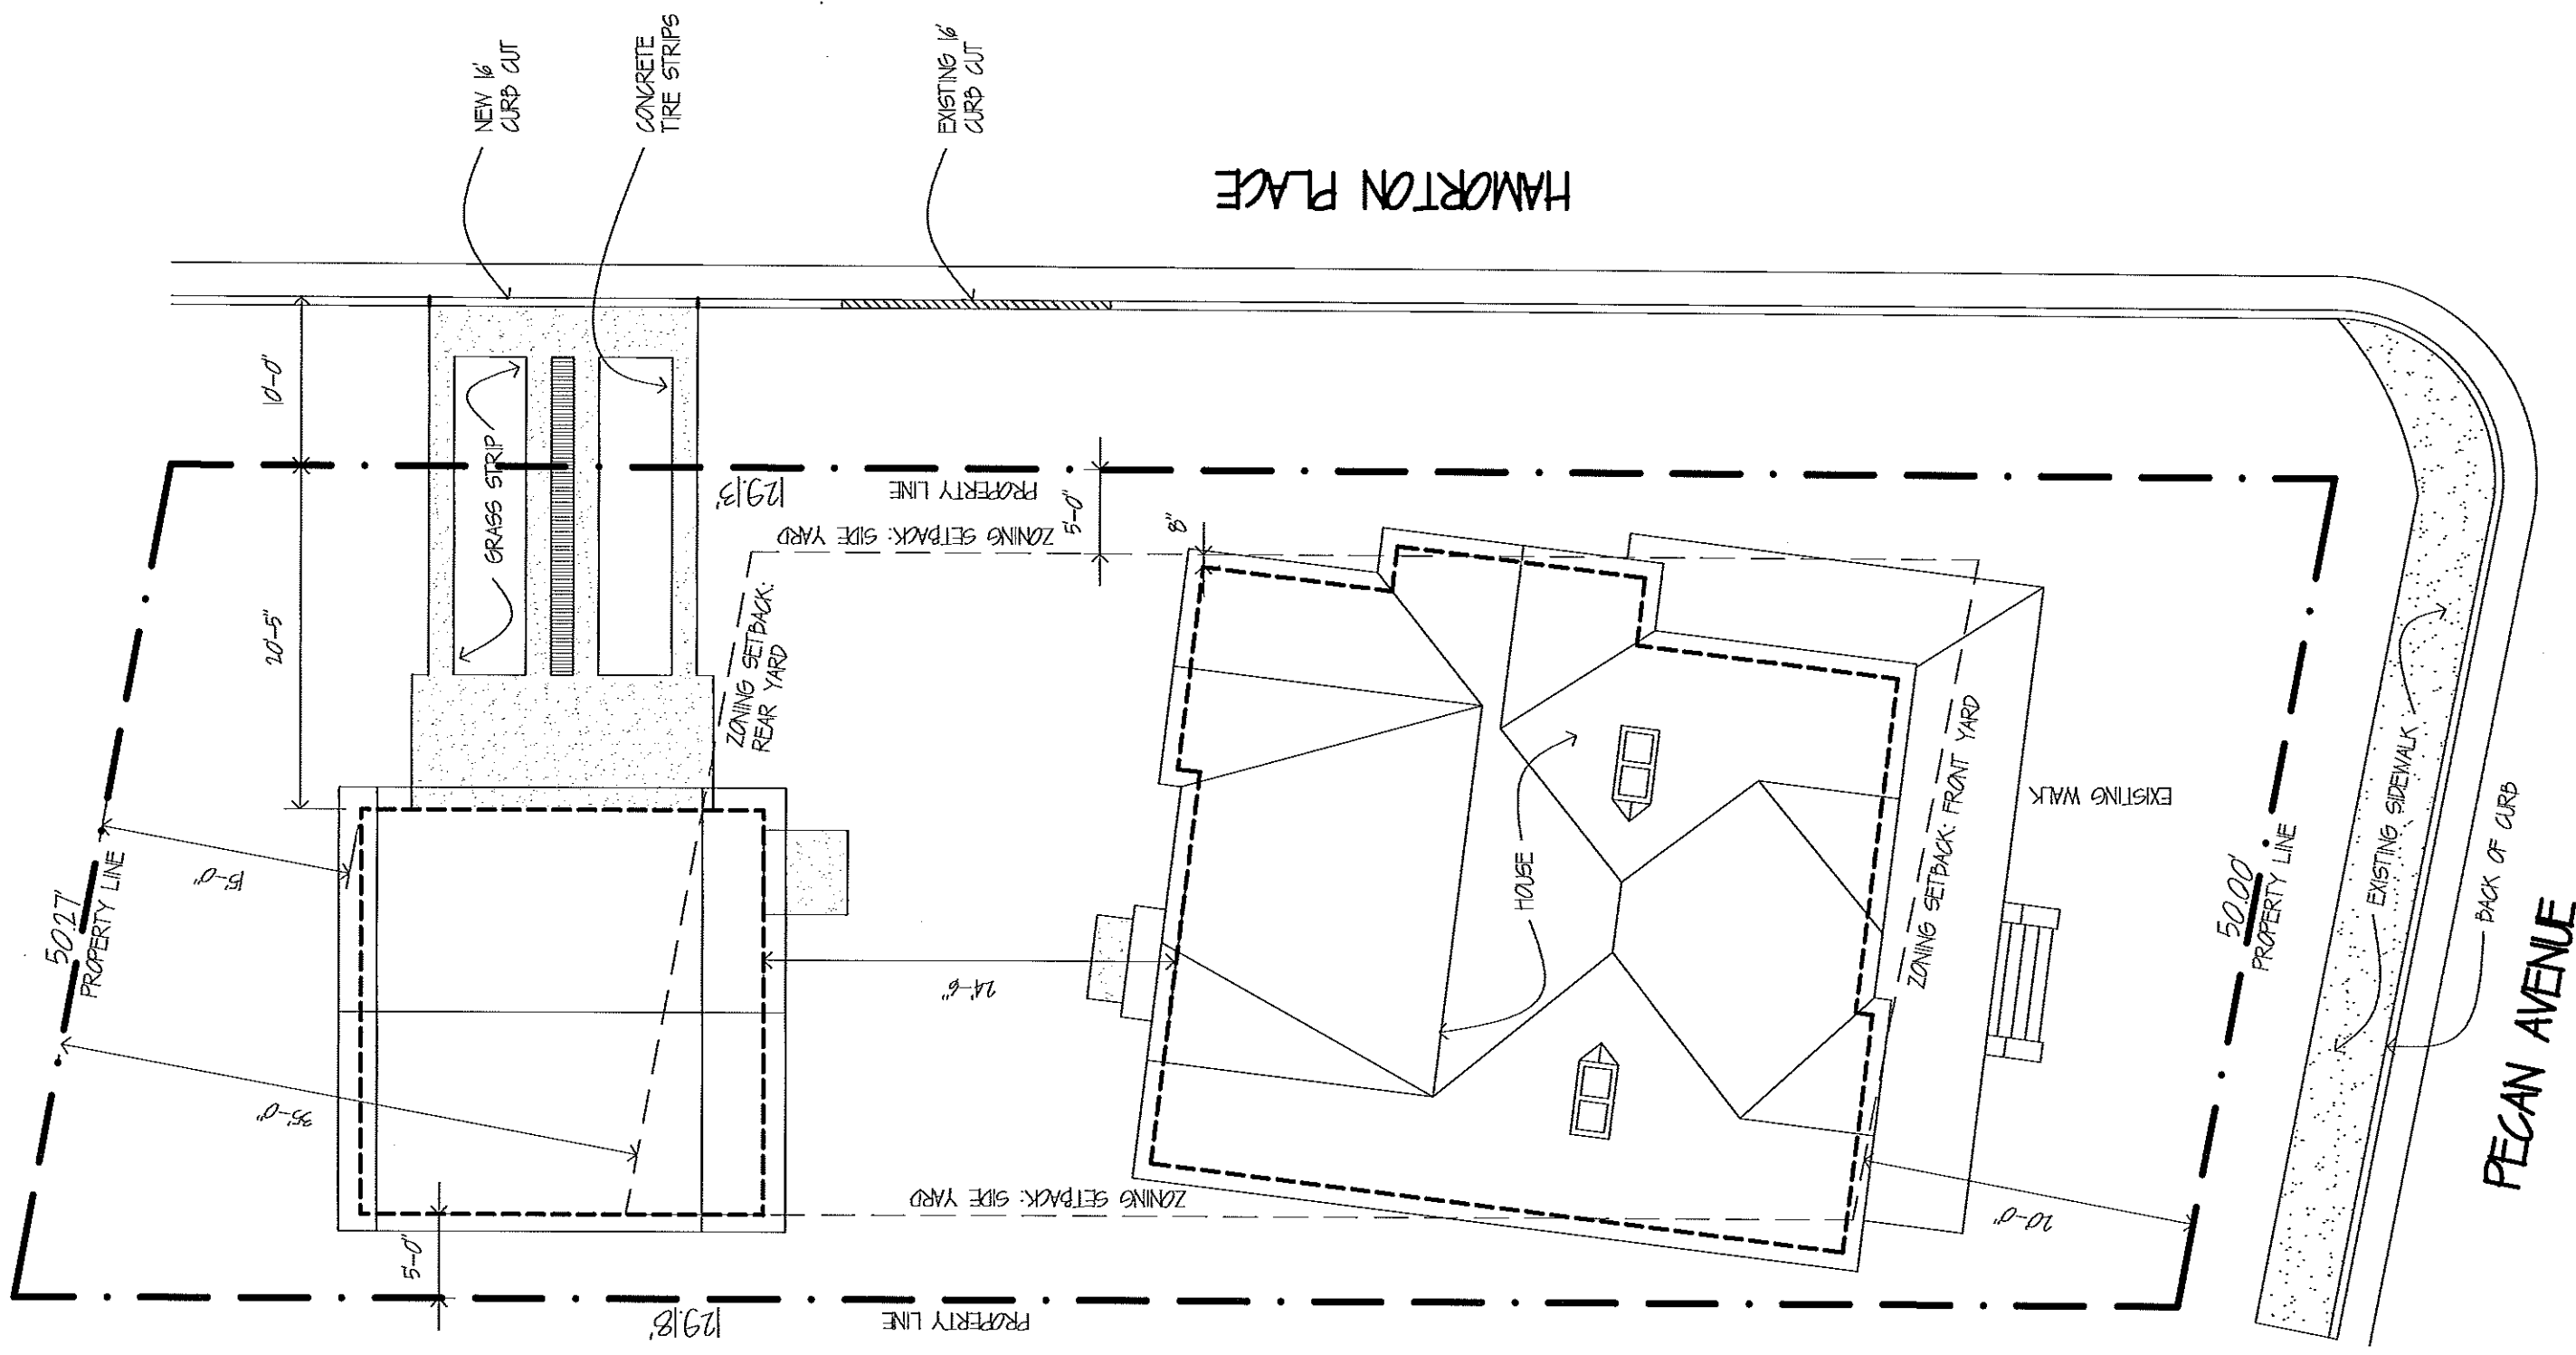 NEW 16'
CURB CUT
CONCRETE
TIRE STRIPS
EXISTING 16'
CURB CUT
HAMORTON PLACE
10'-0"
20'-5"
GRASS STRIP
129.13'
PROPERTY LINE
ZONING SETBACK: SIDE YARD
5'-0"
8"
ZONING SETBACK:
REAR YARD
50.27'
PROPERTY LINE
15'-0"
35'-0"
24'-6"
HOUSE
ZONING SETBACK: FRONT YARD
EXISTING WALK
EXISTING SIDEWALK
BACK OF CURB
50.00'
PROPERTY LINE
20'-0"
PECAN AVENUE
ZONING SETBACK: SIDE YARD
5'-0"
129.18'
PROPERTY LINE